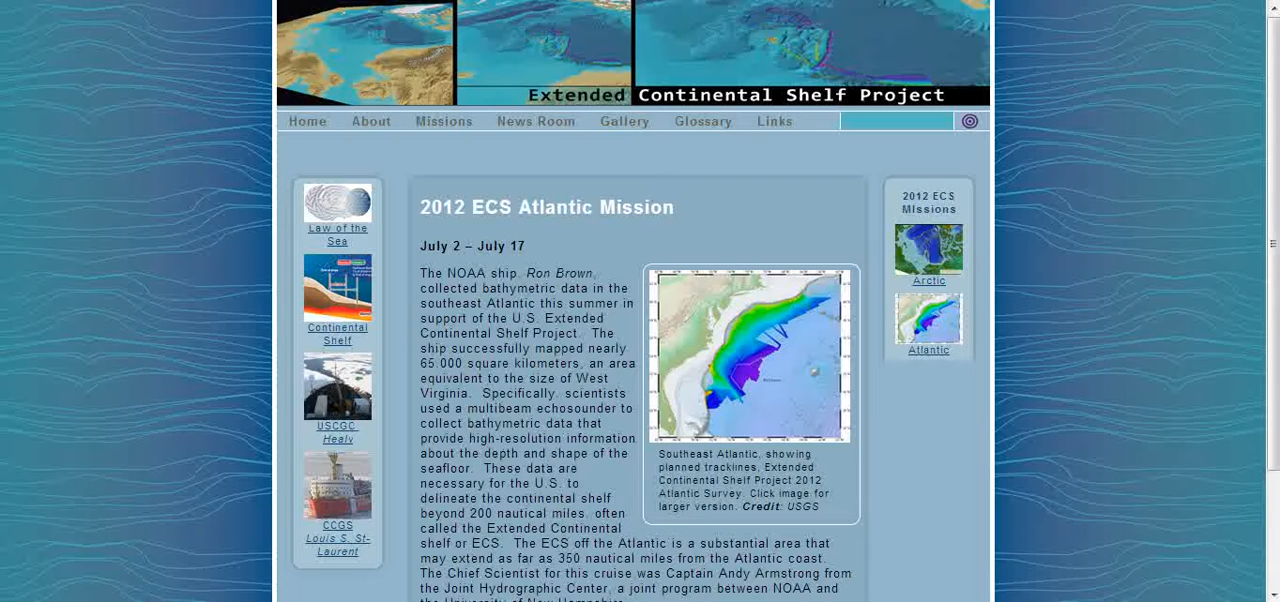 Extended Continental Shelf Project
Home About Missions News Room Gallery Glossary Links
Law of the
Sea
Continental
Shelf
USCGC
Healy
CCGS
Louis S. St-
Laurent
2012 ECS Atlantic Mission
July 2 – July 17
The NOAA ship, Ron Brown,
collected bathymetric data in the
southeast Atlantic this summer in
support of the U.S. Extended
Continental Shelf Project.  The
ship successfully mapped nearly
65,000 square kilometers, an area
equivalent to the size of West
Virginia.  Specifically, scientists
used a multibeam echosounder to
collect bathymetric data that
provide high-resolution information
about the depth and shape of the
seafloor.  These data are
necessary for the U.S. to
delineate the continental shelf
beyond 200 nautical miles, often
called the Extended Continental
shelf or ECS.  The ECS off the Atlantic is a substantial area that
may extend as far as 350 nautical miles from the Atlantic coast.
The Chief Scientist for this cruise was Captain Andy Armstrong from
the Joint Hydrographic Center, a joint program between NOAA and
the University of New Hampshire.
Southeast Atlantic, showing
planned tracklines, Extended
Continental Shelf Project 2012
Atlantic Survey. Click image for
larger version. Credit: USGS
2012 ECS
Missions
Arctic
Atlantic